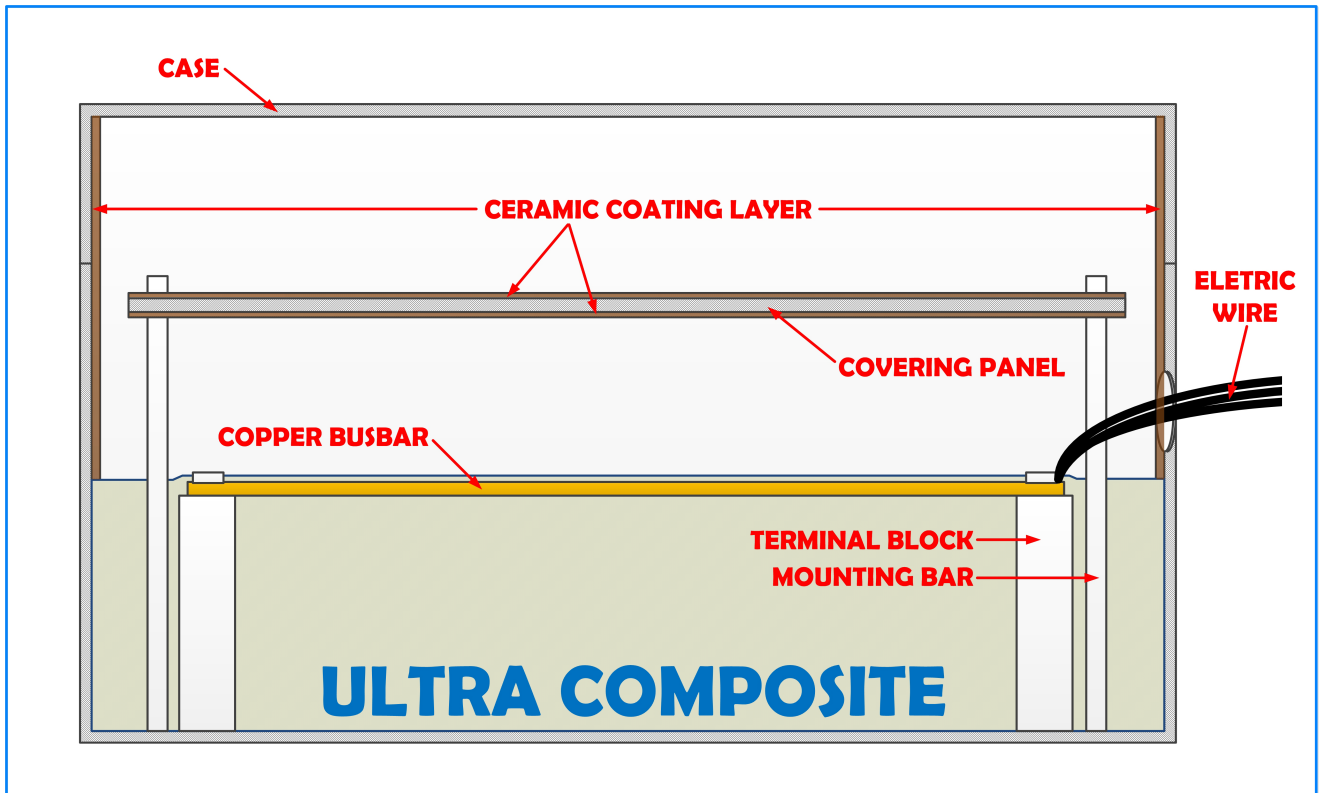 CASE
CERAMIC COATING LAYER
ELETRIC
WIRE
COVERING PANEL
COPPER BUSBAR
TERMINAL BLOCK
MOUNTING BAR
ULTRA COMPOSITE